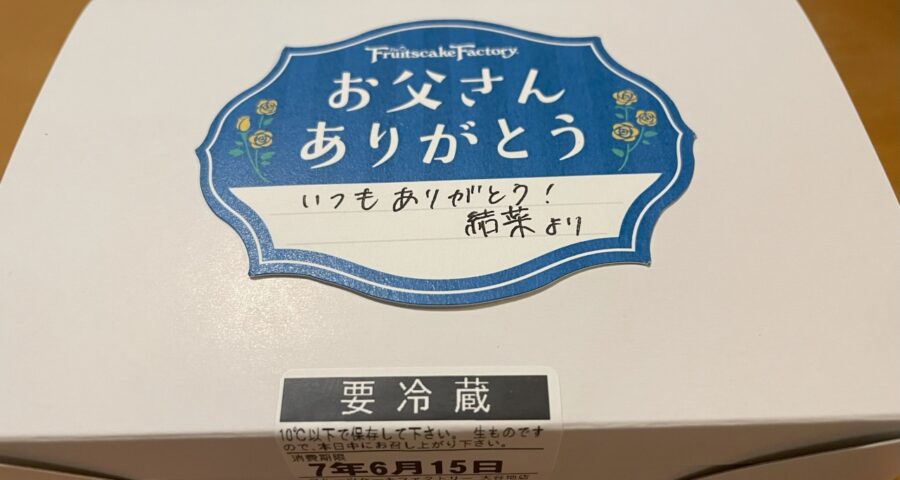 The
FruitscakeFactory
お父さん
ありがとう
いつもありがとう!
結菜より
要冷蔵
10℃以下で保存して下さい。生ものです
ので、本日中にお召し上がり下さい。
消費期限
7年6月15日